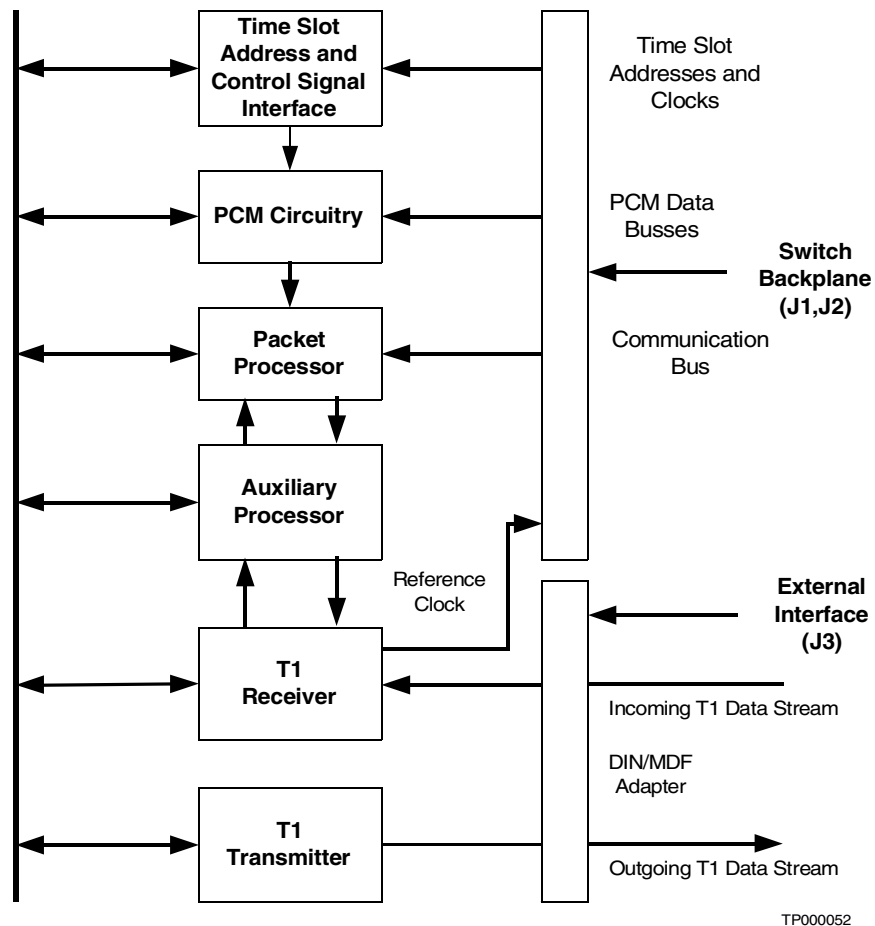 Time Slot
Address and
Control Signal
Interface
Time Slot
Addresses and
Clocks
PCM Circuitry
PCM Data
Busses
Switch
Backplane
(J1,J2)
Packet
Processor
Communication
Bus
Auxiliary
Processor
Reference
Clock
External
Interface
(J3)
T1
Receiver
Incoming T1 Data Stream
DIN/MDF
Adapter
T1
Transmitter
Outgoing T1 Data Stream
TP000052